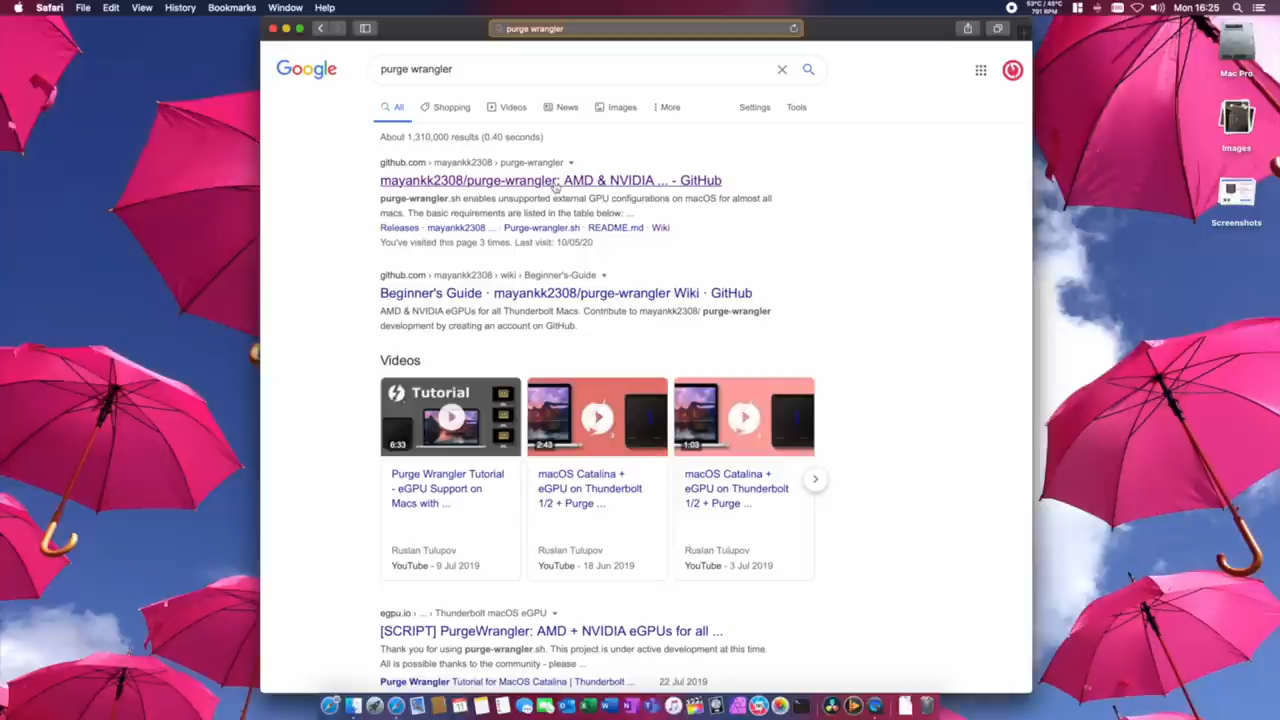 Safari File Edit View History Bookmarks Window Help
53°C / 45°C
791 RPM
Mon 16:25
purge wrangler
Google
purge wrangler
All Shopping Videos News Images More Settings Tools
About 1,310,000 results (0.40 seconds)
github.com › mayankk2308 › purge-wrangler
mayankk2308/purge-wrangler: AMD & NVIDIA ... - GitHub
purge-wrangler.sh enables unsupported external GPU configurations on macOS for almost all
macs. The basic requirements are listed in the table below: ...
Releases · mayankk2308 ... · Purge-wrangler.sh · README.md · Wiki
You've visited this page 3 times. Last visit: 10/05/20
github.com › mayankk2308 › wiki › Beginner's-Guide
Beginner's Guide · mayankk2308/purge-wrangler Wiki · GitHub
AMD & NVIDIA eGPUs for all Thunderbolt Macs. Contribute to mayankk2308/ purge-wrangler
development by creating an account on GitHub.
Videos
Tutorial
6:33
2:43
1:03
Purge Wrangler Tutorial
- eGPU Support on
Macs with ...
Ruslan Tulupov
YouTube - 9 Jul 2019
macOS Catalina +
eGPU on Thunderbolt
1/2 + Purge ...
Ruslan Tulupov
YouTube - 18 Jun 2019
macOS Catalina +
eGPU on Thunderbolt
1/2 + Purge ...
Ruslan Tulupov
YouTube - 3 Jul 2019
egpu.io › ... › Thunderbolt macOS eGPU
[SCRIPT] PurgeWrangler: AMD + NVIDIA eGPUs for all ...
Thank you for using purge-wrangler.sh. This project is under active development at this time.
All is possible thanks to the community - please ...
Purge Wrangler Tutorial for MacOS Catalina | Thunderbolt ... 22 Jul 2019
Mac Pro
Images
Screenshots